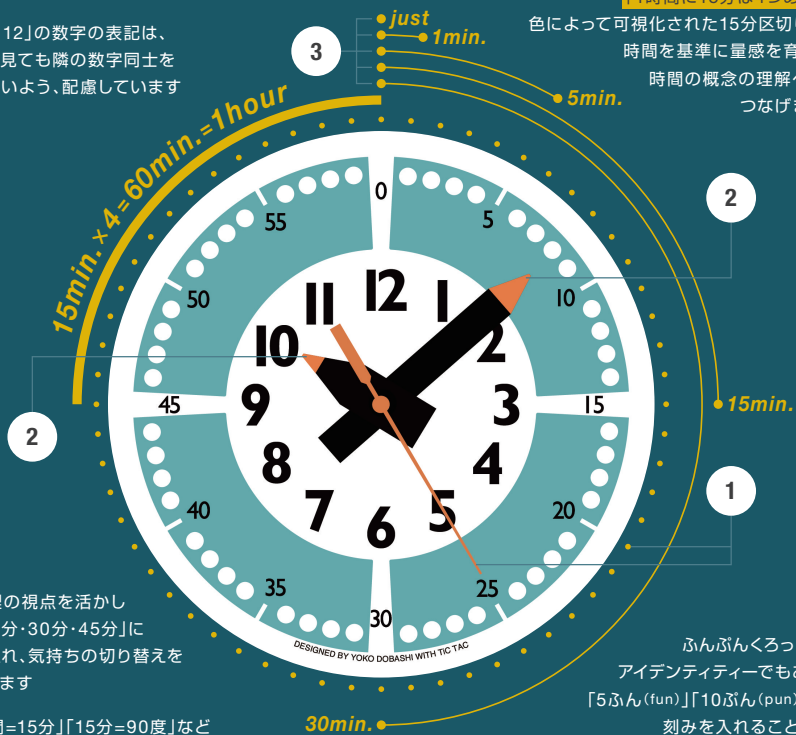 12」の数字の表記は、
見ても隣の数字同士を
いよう、配慮しています
3
just
1min.
5min.
色によって可視化された15分区切り
時間を基準に量感を育
時間の概念の理解へ
つなげま
15min.×4=60min.=1hour
2
0
5
10
15
20
25
30
35
40
45
50
55
12
1
2
3
4
5
6
7
8
9
10
11
DESIGNED BY YOKO DOBASHI WITH TIC TAC
15min.
2
1
の視点を活かし
分・30分・45分」に
れ、気持ちの切り替えを
ます
=15分」「15分=90度」など
30min.
ふんぷんくろっ
アイデンティティーでもあ
「5ふん(fun)」「10ぷん(pun)
刻みを入れること